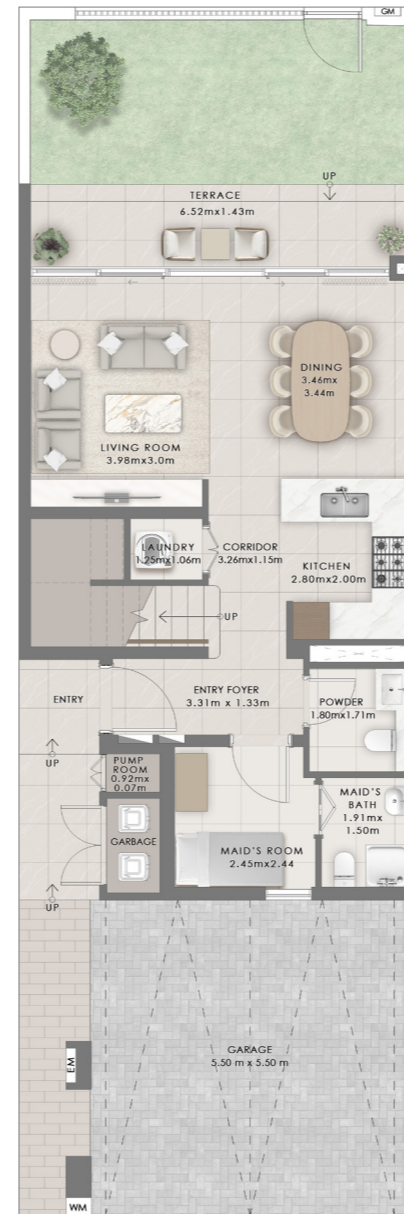 GM
UP
TERRACE
6.52mx1.43m
DINING
3.46mx
3.44m
LIVING ROOM
3.98mx3.0m
LAUNDRY
1.25mx1.06m
CORRIDOR
3.26mx1.15m
KITCHEN
2.80mx2.00m
UP
ENTRY
ENTRY FOYER
3.31m x 1.33m
POWDER
1.80mx1.71m
UP
PUMP
ROOM
0.92mx
0.07m
GARBAGE
MAID'S
BATH
1.91mx
1.50m
MAID'S ROOM
2.45mx2.44
UP
GARAGE
5.50 m x 5.50 m
EM
WM